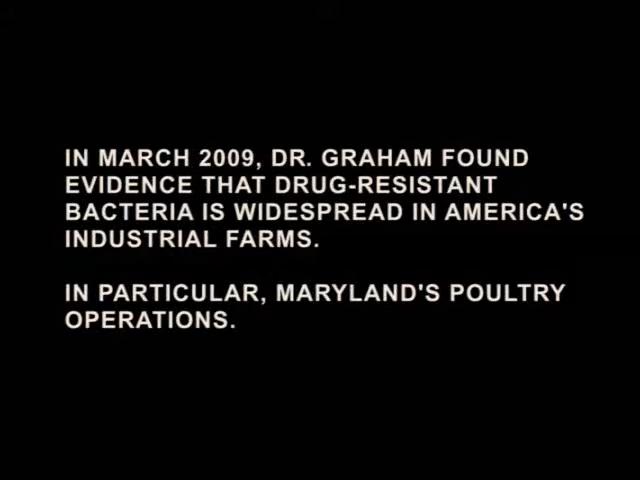 IN MARCH 2009, DR. GRAHAM FOUND
EVIDENCE THAT DRUG-RESISTANT
BACTERIA IS WIDESPREAD IN AMERICA'S
INDUSTRIAL FARMS.
IN PARTICULAR, MARYLAND'S POULTRY
OPERATIONS.